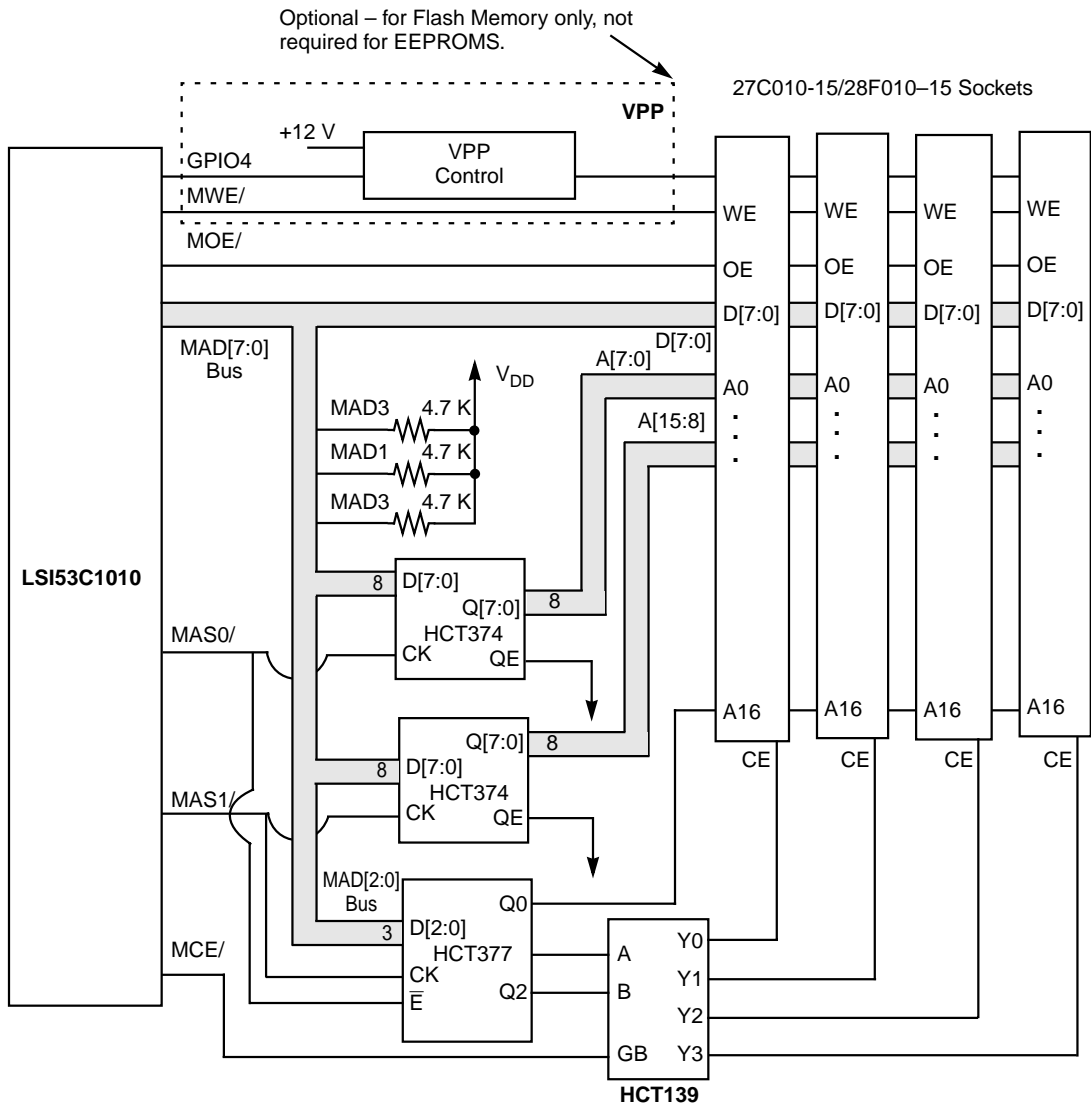 Optional – for Flash Memory only, not
required for EEPROMS.
27C010-15/28F010–15 Sockets
VPP
+12 V
VPP
Control
GPIO4
MWE/
MOE/
WE
WE
WE
WE
OE
OE
OE
OE
D[7:0]
D[7:0]
D[7:0]
D[7:0]
MAD[7:0]
Bus
D[7:0]
A[7:0]
VDD
A0
A0
A0
A0
MAD3 4.7 K
A[15:8]
MAD1 4.7 K
MAD3 4.7 K
LSI53C1010
8
D[7:0]
Q[7:0]
8
HCT374
CK
QE
MAS0/
A16
A16
A16
A16
Q[7:0]
8
8
D[7:0]
HCT374
CK
QE
CE
CE
CE
CE
MAS1/
MAD[2:0]
Bus
Q0
3
D[2:0]
HCT377
CK
Q2
E
MCE/
A
B
GB
Y0
Y1
Y2
Y3
HCT139